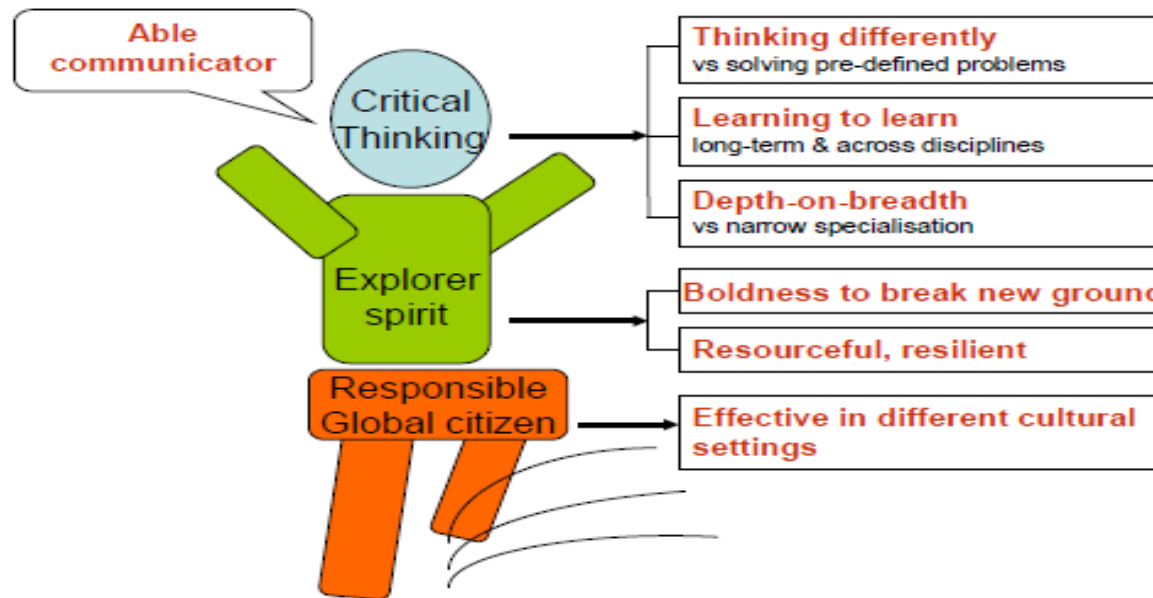 Able
communicator
Critical
Thinking
Thinking differently
vs solving pre-defined problems
Learning to learn
long-term & across disciplines
Depth-on-breadth
vs narrow specialisation
Explorer
spirit
Boldness to break new ground
Resourceful, resilient
Responsible
Global citizen
Effective in different cultural
settings